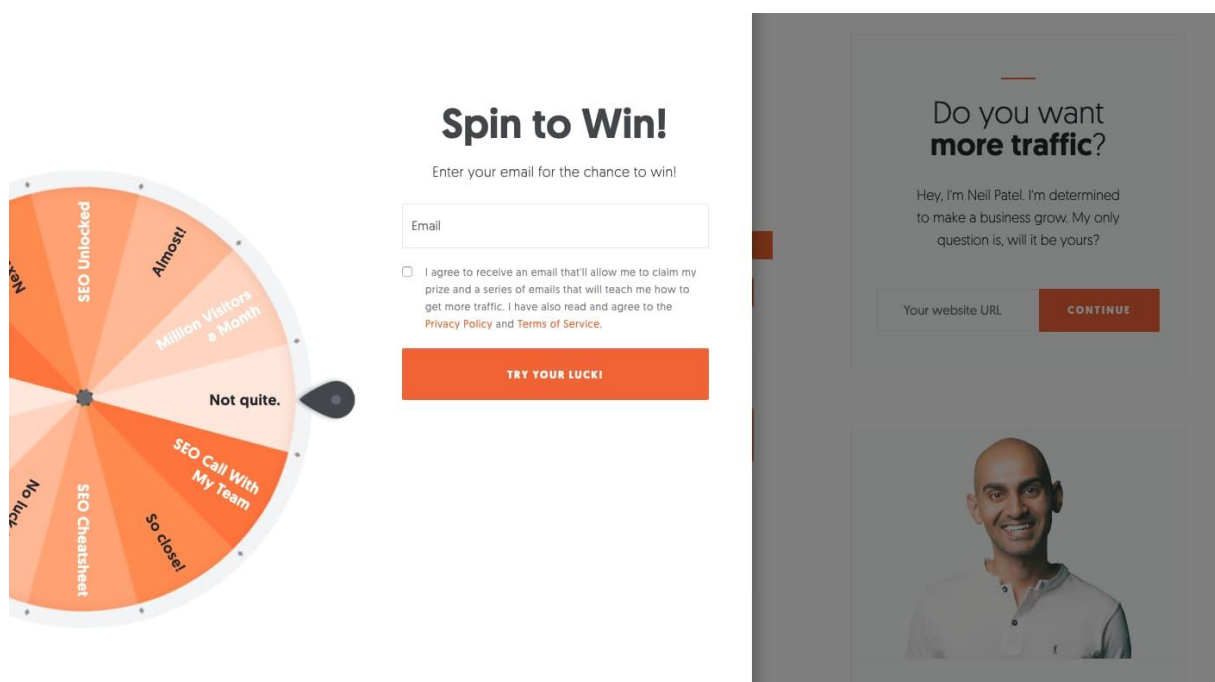 Spin to Win!
Enter your email for the chance to win!
Email
I agree to receive an email that'll allow me to claim my
prize and a series of emails that will teach me how to
get more traffic. I have also read and agree to the
Privacy Policy and Terms of Service.
TRY YOUR LUCK!
SEO Unlocked
Almost!
Million Visitors
a Month
Not quite.
SEO Call With
My Team
So close!
SEO Cheatsheet
No
Do you want
more traffic?
Hey, I'm Neil Patel. I'm determined
to make a business grow. My only
question is, will it be yours?
Your website URL
CONTINUE